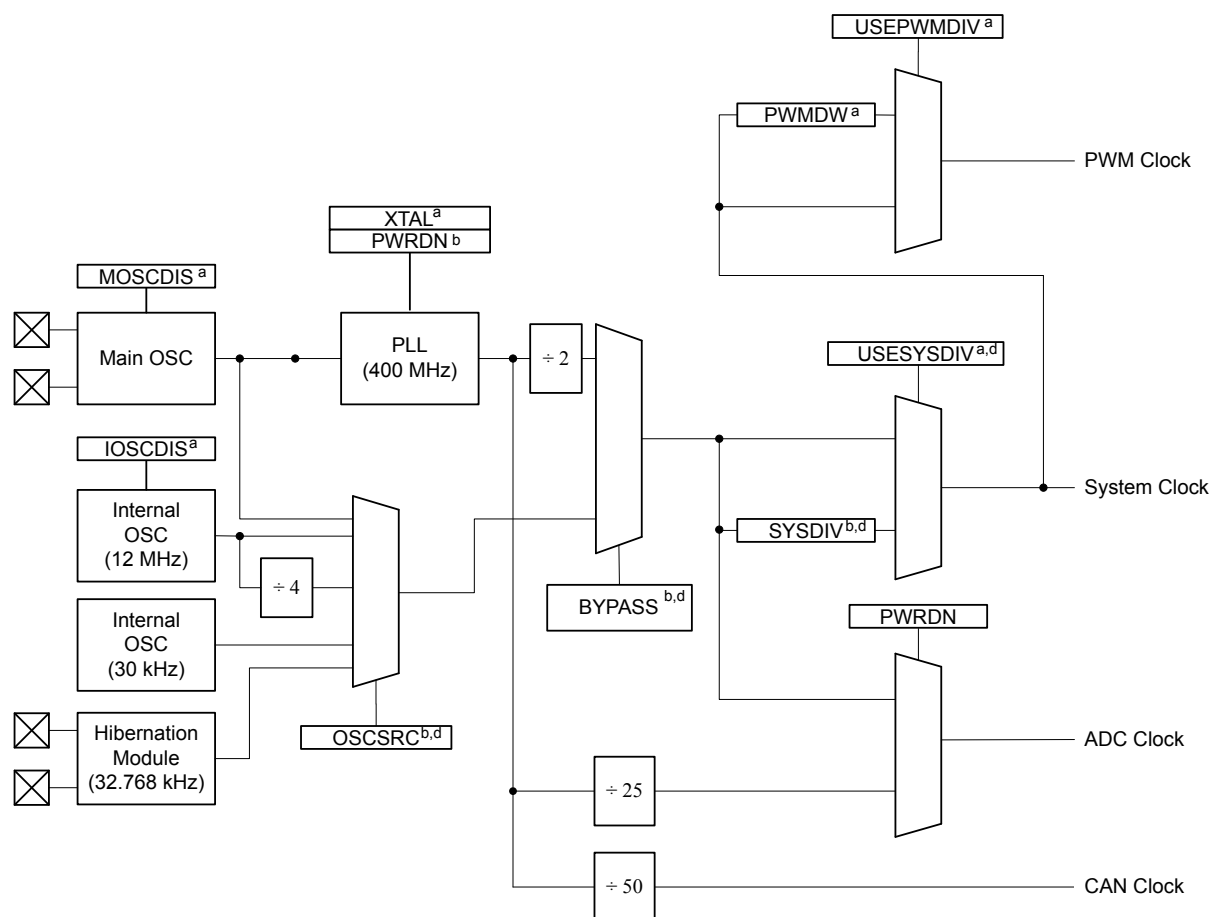 USEPWMDIV a
PWMDW a
PWM Clock
XTAL a
PWRDN b
MOSCDIS a
Main OSC
PLL
(400 MHz)
÷ 2
USESYSDIV a,d
IOSCDIS a
Internal
OSC
(12 MHz)
÷ 4
System Clock
SYSDIV b,d
BYPASS b,d
Internal
OSC
(30 kHz)
PWRDN
OSCSRC b,d
Hibernation
Module
(32.768 kHz)
ADC Clock
÷ 25
÷ 50
CAN Clock